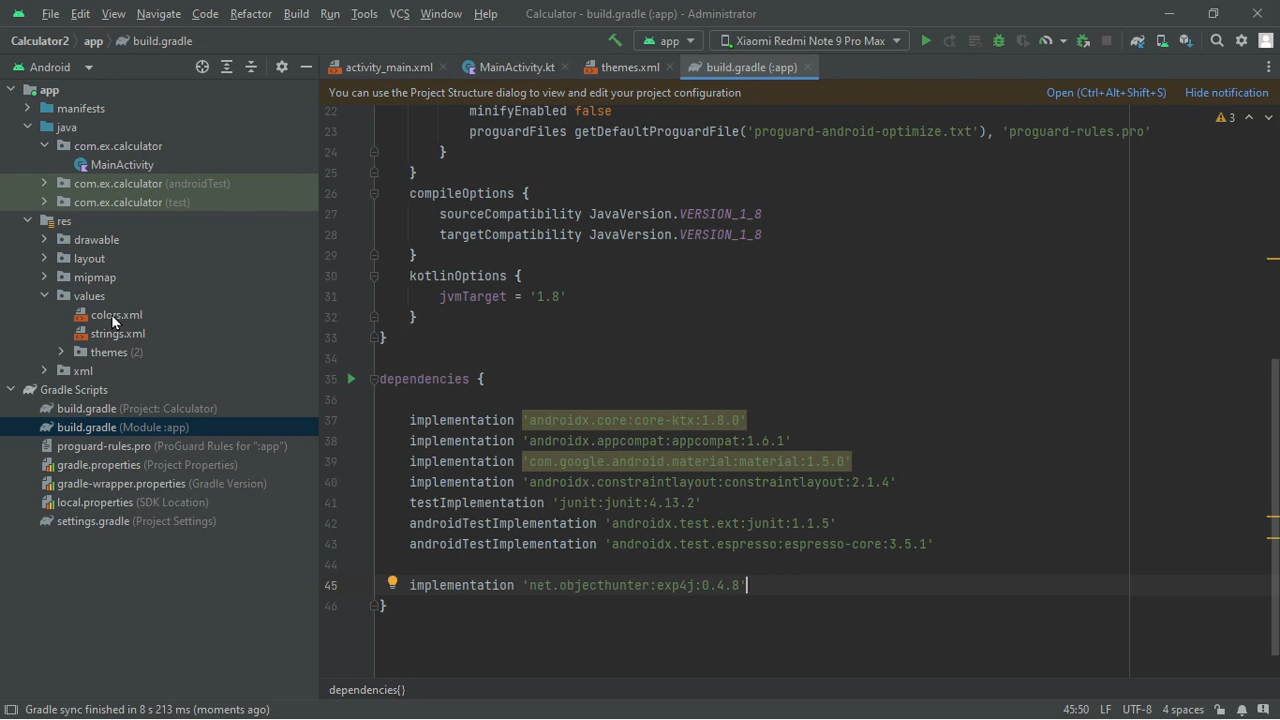 File Edit View Navigate Code Refactor Build Run Tools VCS Window Help Calculator - build.gradle (:app) - Administrator
Calculator2 app build.gradle app Xiaomi Redmi Note 9 Pro Max
Android activity_main.xml MainActivity.kt themes.xml build.gradle (:app)
You can use the Project Structure dialog to view and edit your project configuration Open (Ctrl+Alt+Shift+S) Hide notification
app
manifests
java
com.ex.calculator
MainActivity
com.ex.calculator (androidTest)
com.ex.calculator (test)
res
drawable
layout
mipmap
values
colors.xml
strings.xml
themes (2)
xml
Gradle Scripts
build.gradle (Project: Calculator)
build.gradle (Module :app)
proguard-rules.pro (ProGuard Rules for ":app")
gradle.properties (Project Properties)
gradle-wrapper.properties (Gradle Version)
local.properties (SDK Location)
settings.gradle (Project Settings)
22 minifyEnabled false
3
23 proguardFiles getDefaultProguardFile('proguard-android-optimize.txt'), 'proguard-rules.pro'
24 }
25 }
26 compileOptions {
27 sourceCompatibility JavaVersion.VERSION_1_8
28 targetCompatibility JavaVersion.VERSION_1_8
29 }
30 kotlinOptions {
31 jvmTarget = '1.8'
32 }
33 }
34
35 dependencies {
36
37 implementation 'androidx.core:core-ktx:1.8.0'
38 implementation 'androidx.appcompat:appcompat:1.6.1'
39 implementation 'com.google.android.material:material:1.5.0'
40 implementation 'androidx.constraintlayout:constraintlayout:2.1.4'
41 testImplementation 'junit:junit:4.13.2'
42 androidTestImplementation 'androidx.test.ext:junit:1.1.5'
43 androidTestImplementation 'androidx.test.espresso:espresso-core:3.5.1'
44
45 implementation 'net.objecthunter:exp4j:0.4.8'
46 }
dependencies{}
Gradle sync finished in 8 s 213 ms (moments ago) 45:50 LF UTF-8 4 spaces